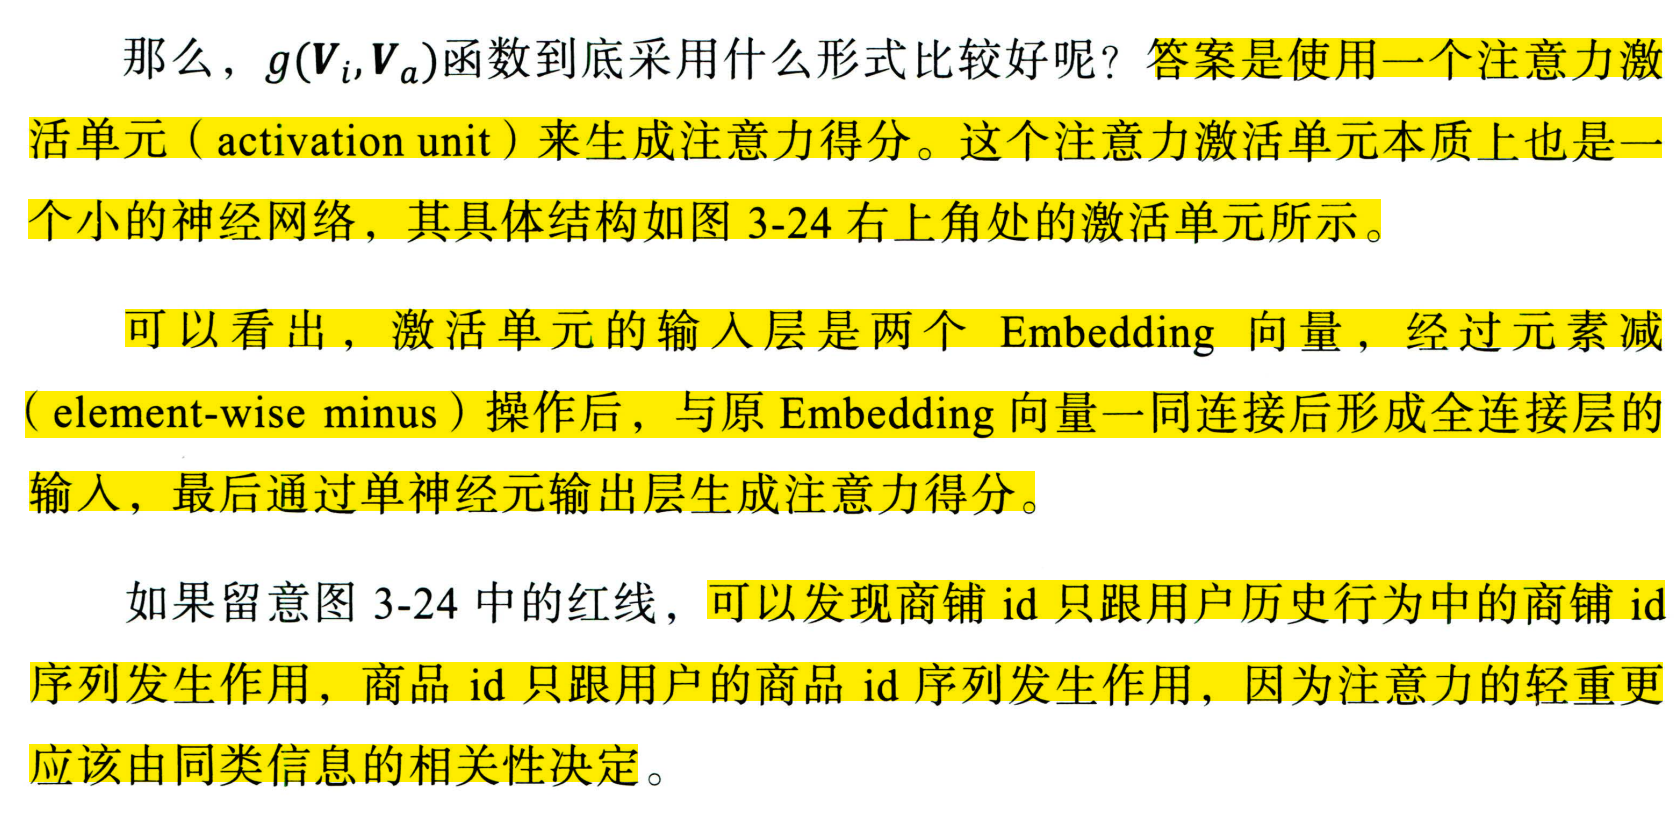 那么，g(Vi,Va)函数到底采用什么形式比较好呢？答案是使用一个注意力激
活单元（activation unit）来生成注意力得分。这个注意力激活单元本质上也是一
个小的神经网络，其具体结构如图 3-24 右上角处的激活单元所示。
可以看出，激活单元的输入层是两个 Embedding 向量，经过元素减
（element-wise minus）操作后，与原 Embedding 向量一同连接后形成全连接层的
输入，最后通过单神经元输出层生成注意力得分。
如果留意图 3-24 中的红线，可以发现商铺 id 只跟用户历史行为中的商铺 id
序列发生作用，商品 id 只跟用户的商品 id 序列发生作用，因为注意力的轻重更
应该由同类信息的相关性决定。